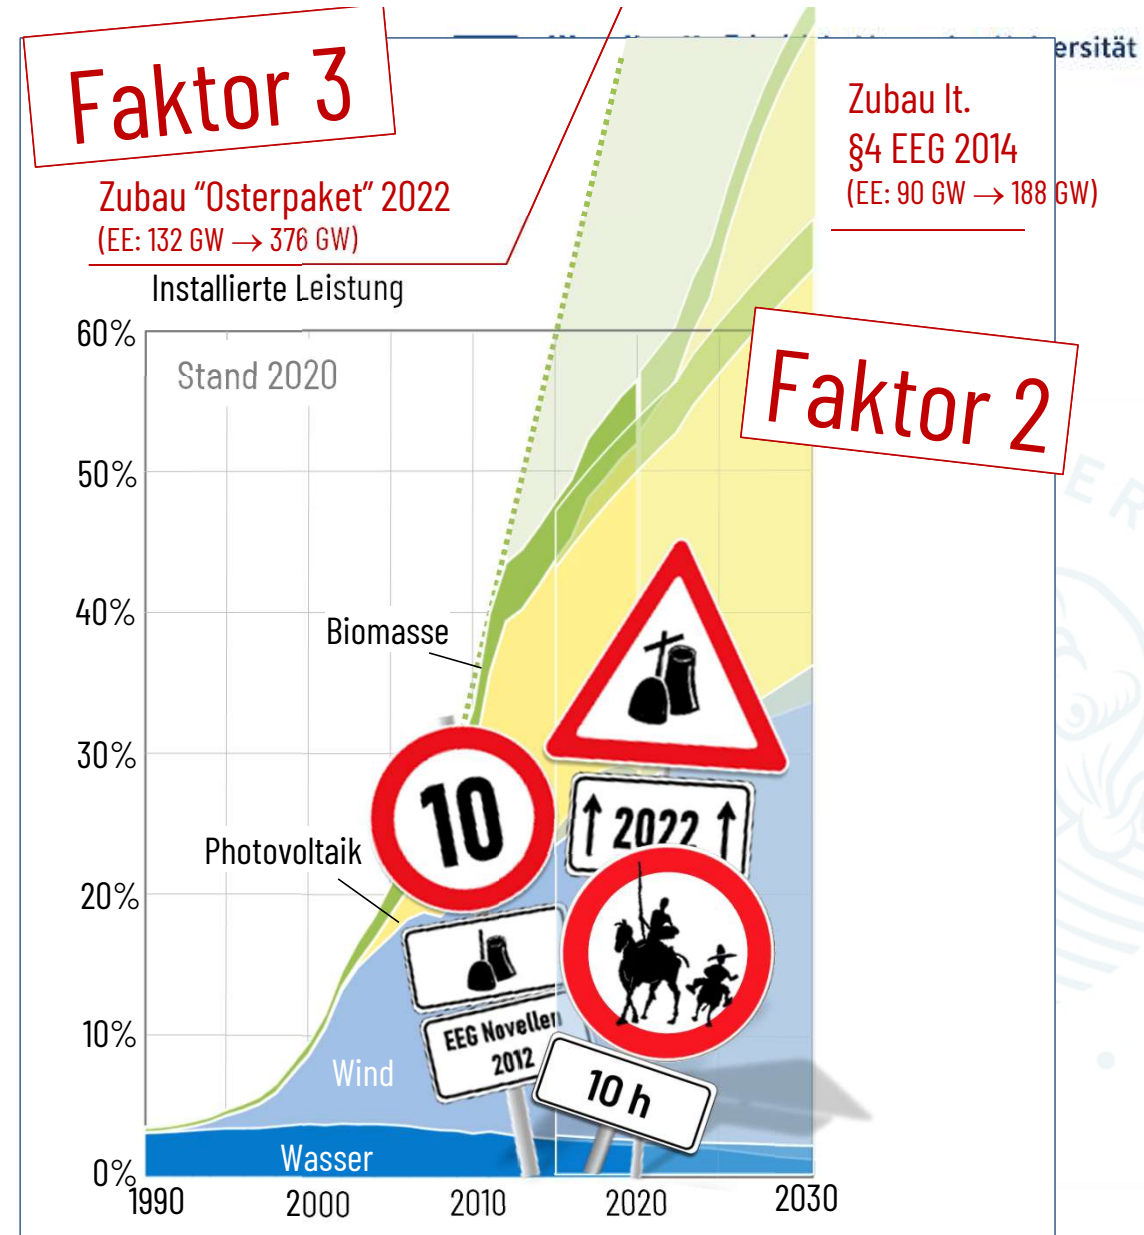 ersität
Faktor 3
Zubau "Osterpaket" 2022
(EE: 132 GW → 376 GW)
Zubau lt.
§4 EEG 2014
(EE: 90 GW → 188 GW)
Installierte Leistung
60%
Stand 2020
Faktor 2
50%
40%
Biomasse
30%
10
2022
Photovoltaik
20%
EEG Novellen
2012
10%
Wind
10 h
Wasser
0%
1990
2000
2010
2020
2030